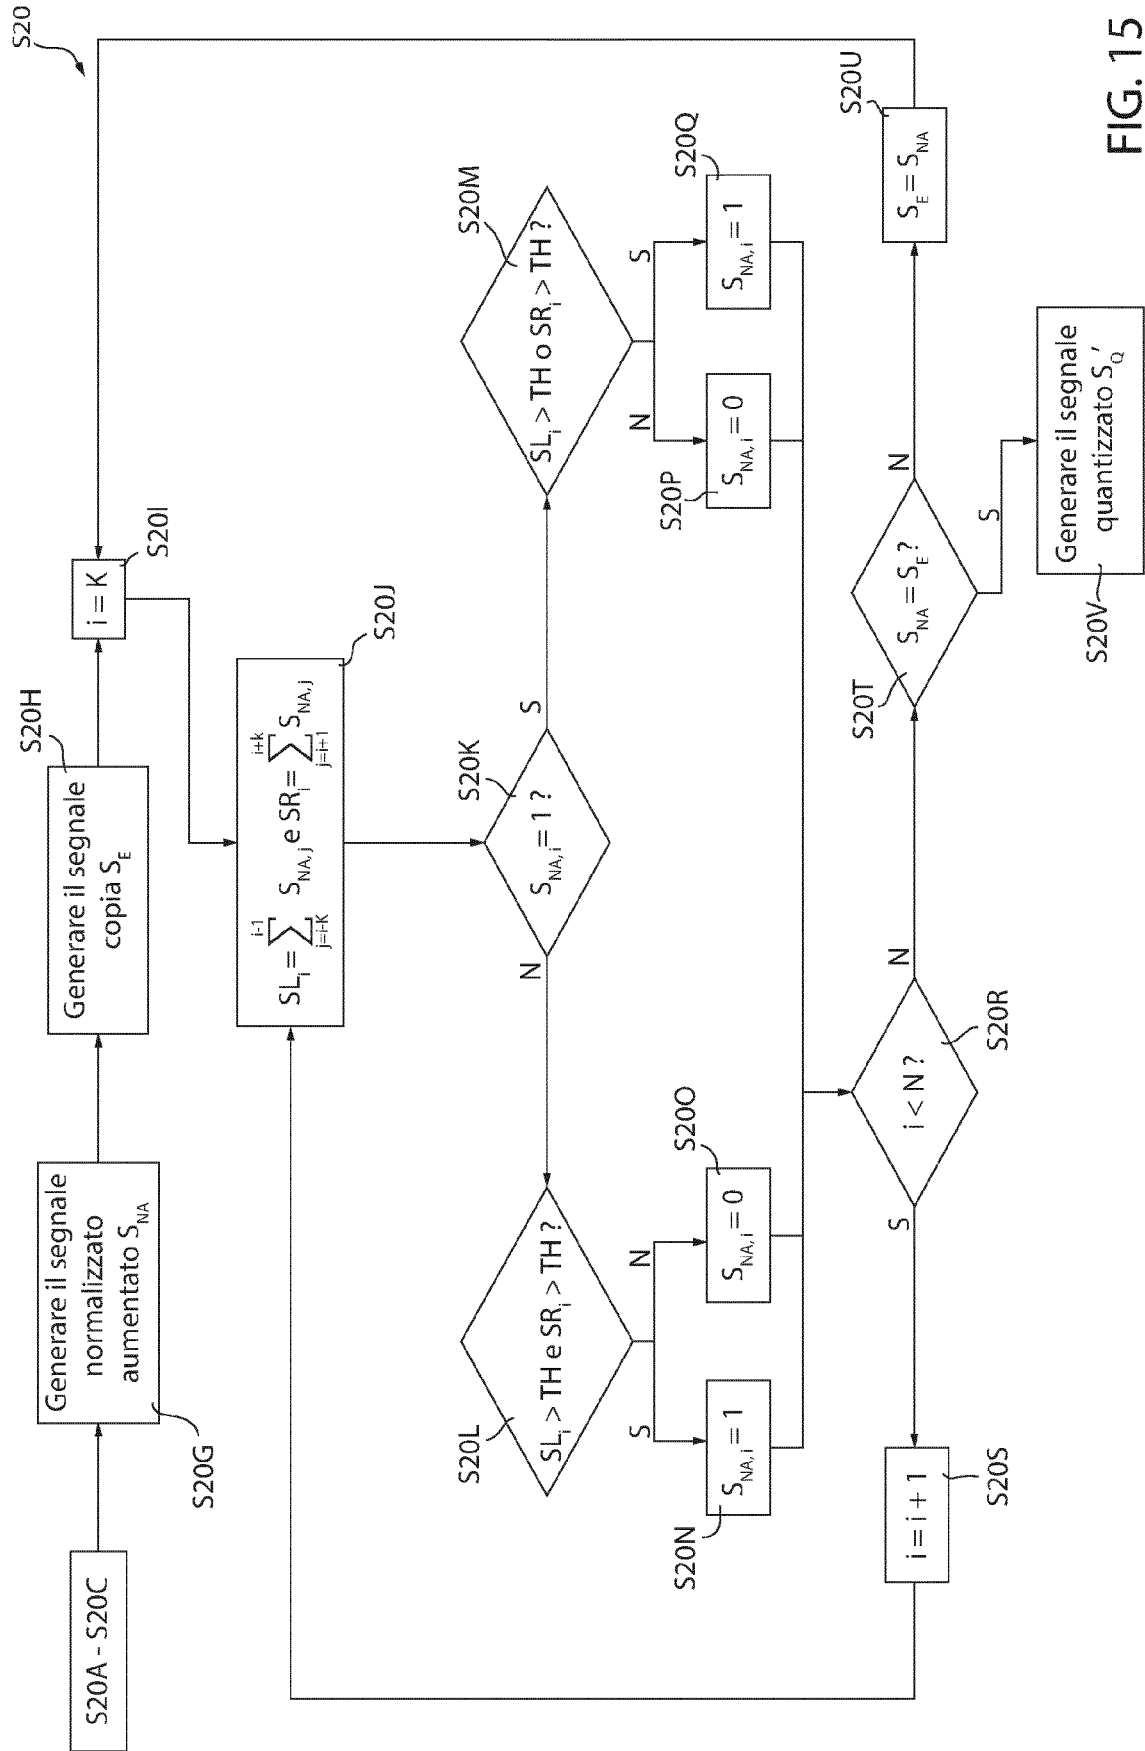 S20
S20A - S20C
Generare il segnale
normalizzato
aumentato S_NA
S20G
Generare il segnale
copia S_E
S20H
i = K
S20I
SL_i = ∑_{j=i-K}^{i-1} S_NA,j e SR_i = ∑_{j=i+1}^{i+k} S_NA,j
S20J
S_NA,i = 1 ?
S20K
N
S
SL_i > TH e SR_i > TH ?
S20L
S
N
SL_i > TH o SR_i > TH ?
S20M
N
S
S_NA,i = 1
S20N
S_NA,i = 0
S20O
S_NA,i = 0
S20P
S_NA,i = 1
S20Q
i < N ?
S20R
S
N
i = i + 1
S20S
S_NA = S_E ?
S20T
N
S
S_E = S_NA
S20U
Generare il segnale
quantizzato S_Q'
S20V
FIG. 15